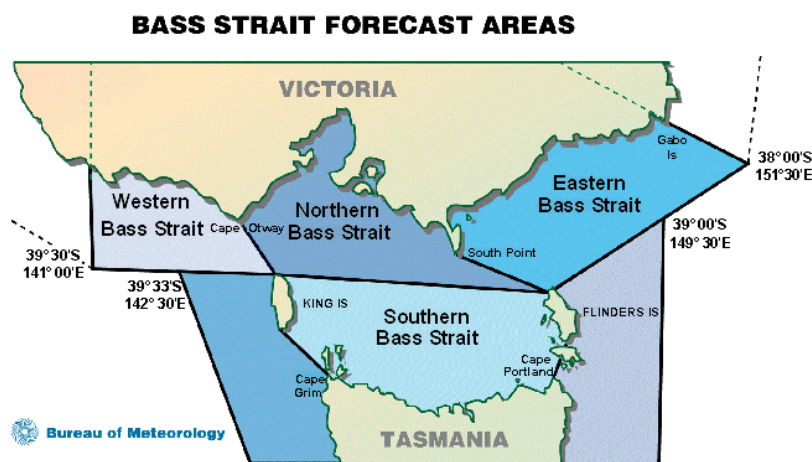 BASS STRAIT FORECAST AREAS
VICTORIA
Gabo
Is
38°00'S
151°30'E
Western
Bass Strait
Cape Otway
Northern
Bass Strait
Eastern
Bass Strait
39°00'S
149°30'E
South Point
39°30'S
141°00'E
39°33'S
142°30'E
KING IS
Southern
Bass Strait
FLINDERS IS
Cape
Portland
Cape
Grim
Bureau of Meteorology
TASMANIA